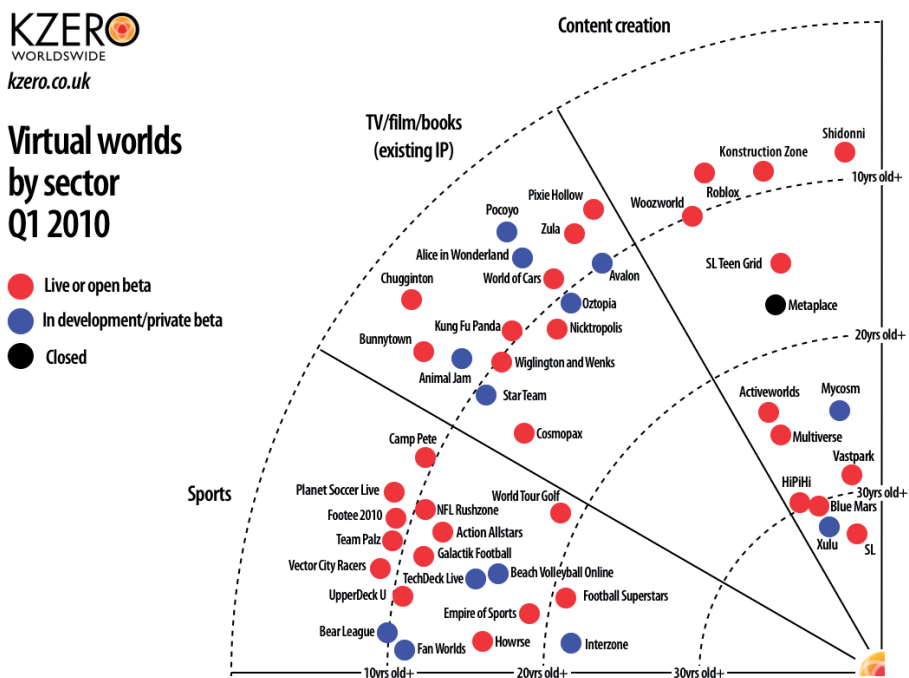 KZERO
WORLDWIDE
kzero.co.uk
Virtual worlds
by sector
Q1 2010
Live or open beta
In development/private beta
Closed
Content creation
TV/film/books
(existing IP)
Sports
Shidonni
Konstruction Zone
Roblox
Woozworld
10yrs old+
SL Teen Grid
Metaplace
20yrs old+
Activeworlds
Mycosm
Multiverse
Vastpark
HiPiHi
30yrs old+
Blue Mars
Xulu
SL
Pixie Hollow
Pocoyo
Zula
Alice in Wonderland
World of Cars
Avalon
Chugginton
Oztopia
Kung Fu Panda
Nicktropolis
Bunnytown
Wiglington and Wenks
Animal Jam
Star Team
Cosmopax
Camp Pete
Planet Soccer Live
World Tour Golf
NFL Rushzone
Footee 2010
Action Allstars
Team Palz
Galactik Football
Vector City Racers
TechDeck Live
Beach Volleyball Online
UpperDeck U
Football Superstars
Empire of Sports
Bear League
Fan Worlds
Howrse
Interzone
10yrs old+
20yrs old+
30yrs old+